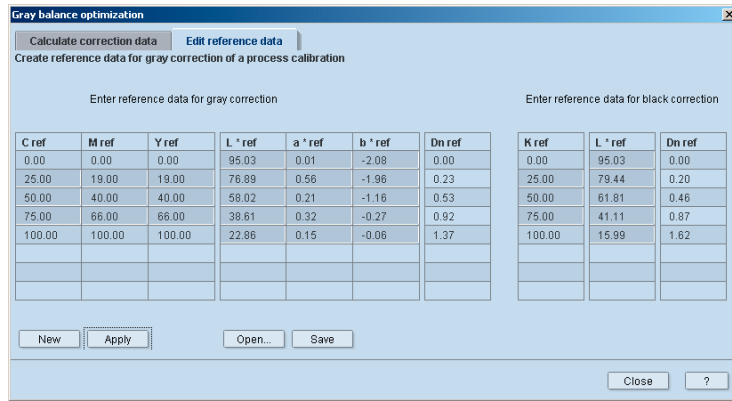 Gray balance optimization
Calculate correction data Edit reference data
Create reference data for gray correction of a process calibration
Enter reference data for gray correction Enter reference data for black correction
C ref M ref Y ref L * ref a * ref b * ref Dn ref K ref L * ref Dn ref
0.00 0.00 0.00 95.03 0.01 -2.08 0.00 0.00 95.03 0.00
25.00 19.00 19.00 76.89 0.56 -1.96 0.23 25.00 79.44 0.20
50.00 40.00 40.00 58.02 0.21 -1.16 0.53 50.00 61.81 0.46
75.00 66.00 66.00 38.61 0.32 -0.27 0.92 75.00 41.11 0.87
100.00 100.00 100.00 22.86 0.15 -0.06 1.37 100.00 15.99 1.62
New Apply Open... Save
Close ?